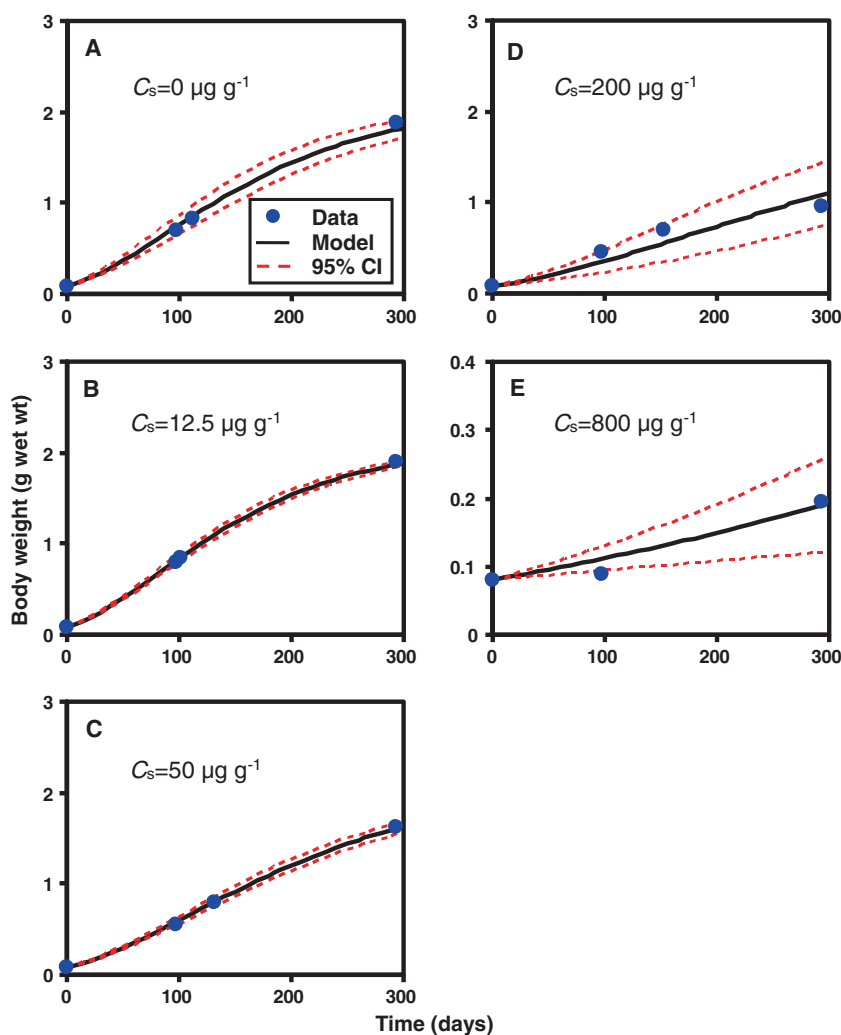 A
Cs=0 µg g-1
3
2
1
0
0
100
200
300
Data
Model
95% CI
B
Cs=12.5 µg g-1
3
2
1
0
0
100
200
300
C
Cs=50 µg g-1
3
2
1
0
0
100
200
300
D
Cs=200 µg g-1
3
2
1
0
0
100
200
300
E
Cs=800 µg g-1
0.4
0.3
0.2
0.1
0
0
100
200
300
Body weight (g wet wt)
Time (days)